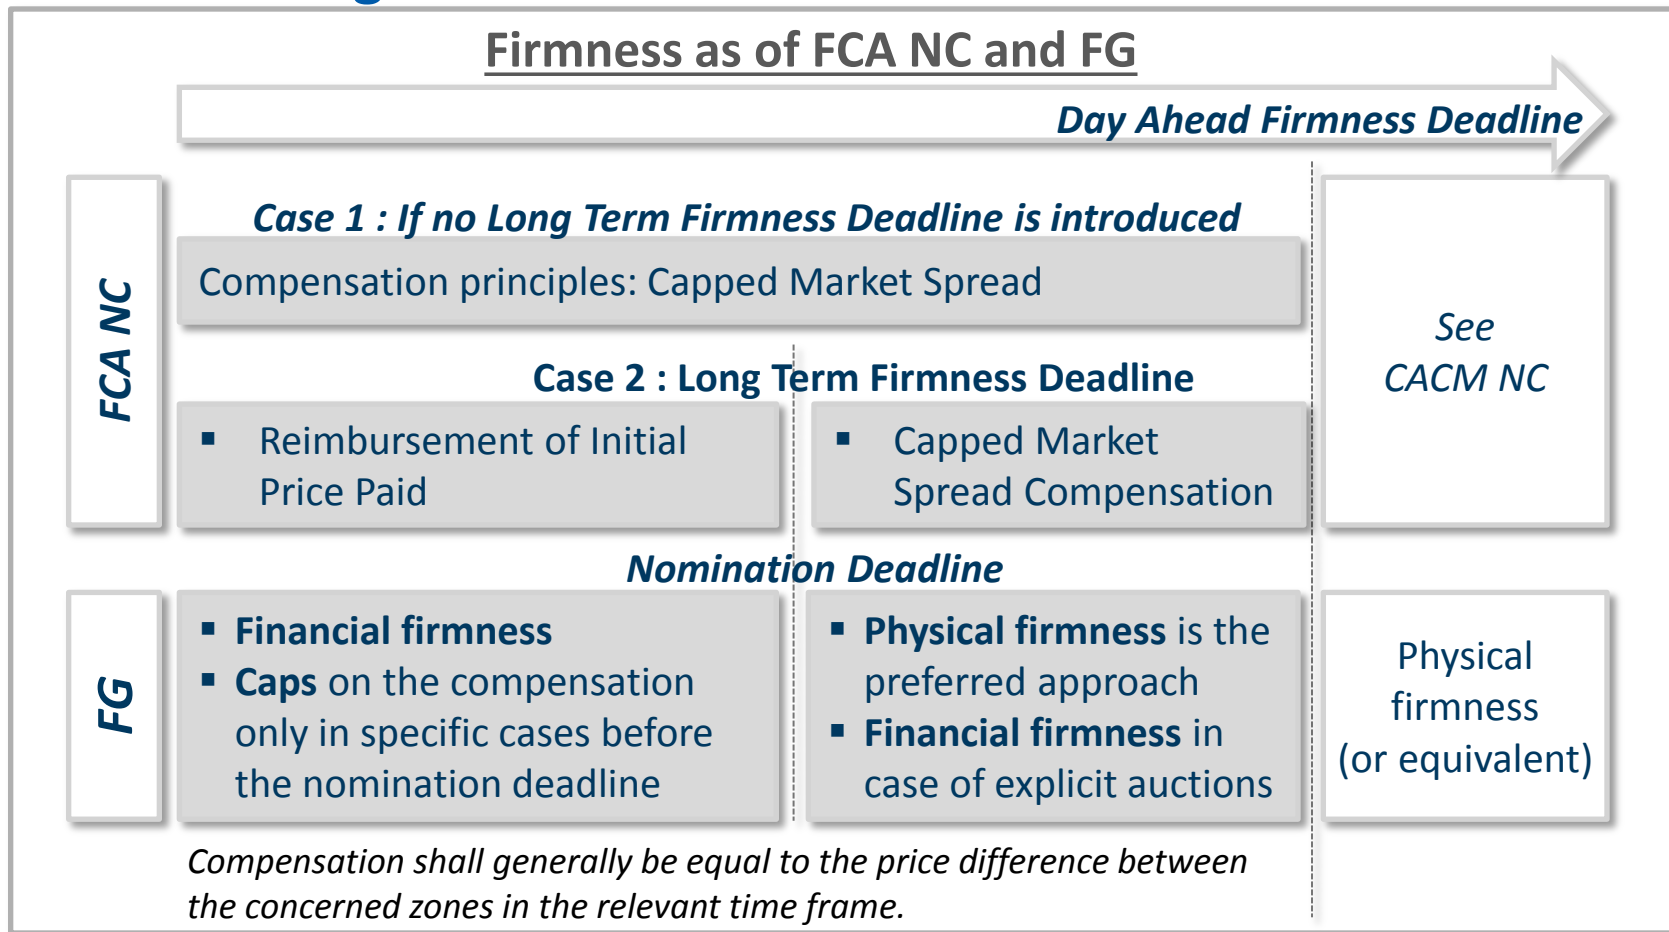 Firmness as of FCA NC and FG
Day Ahead Firmness Deadline
FCA NC
Case 1 : If no Long Term Firmness Deadline is introduced
Compensation principles: Capped Market Spread
Case 2 : Long Term Firmness Deadline
▪ Reimbursement of Initial
Price Paid
▪ Capped Market
Spread Compensation
See
CACM NC
Nomination Deadline
FG
▪ Financial firmness
▪ Caps on the compensation
only in specific cases before
the nomination deadline
▪ Physical firmness is the
preferred approach
▪ Financial firmness in
case of explicit auctions
Physical
firmness
(or equivalent)
Compensation shall generally be equal to the price difference between
the concerned zones in the relevant time frame.